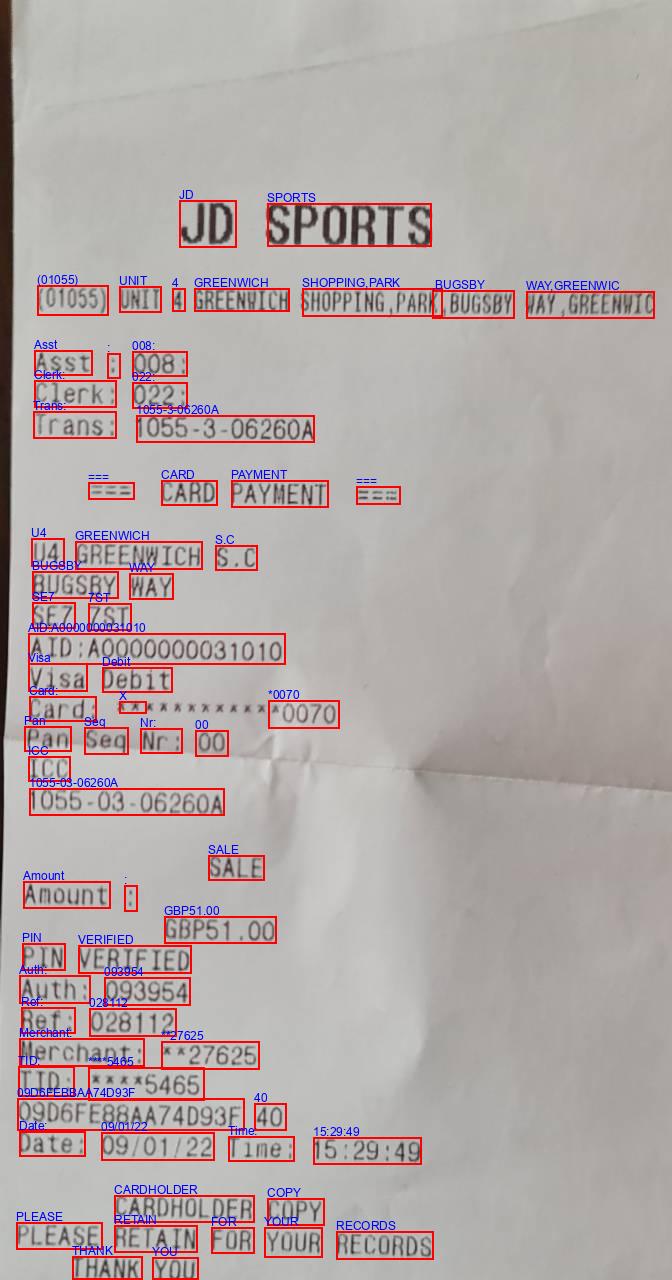 JD SPORTS
(01055) UNIT 4 GREENWICH SHOPPING,PARK,BUGSBY WAY,GREENWIC
Asst : 008:
Clerk: 022:
Trans: 1055-3-06260A
=== CARD PAYMENT ===
U4 GREENWICH S.C
BUGSBY WAY
SE7 7ST
AID:A0000000031010
Visa Debit
Card: ************0070
Pan Seq Nr: 00
ICC
1055-03-06260A
SALE
Amount :
GBP51.00
PIN VERIFIED
Auth: 093954
Ref: 028112
Merchant: **27625
TID: ****5465
09D6FE88AA74D93F 40
Date: 09/01/22 Time: 15:29:49
CARDHOLDER COPY
PLEASE RETAIN FOR YOUR RECORDS
THANK YOU